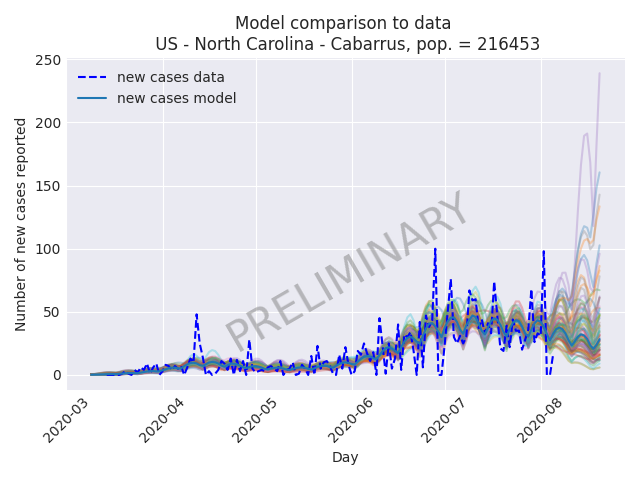 Model comparison to data
US - North Carolina - Cabarrus, pop. = 216453
250
200
150
100
50
0
Number of new cases reported
new cases data
new cases model
PRELIMINARY
2020-03
2020-04
2020-05
2020-06
2020-07
2020-08
Day